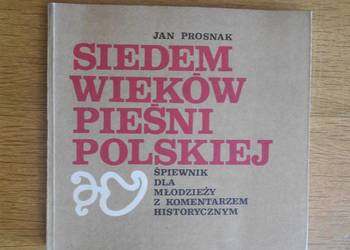 JAN PROSNAK
SIEDEM
WIEKÓW
PIEŚNI
POLSKIEJ
ŚPIEWNIK
DLA
MŁODZIEŻY
Z KOMENTARZEM
HISTORYCZNYM